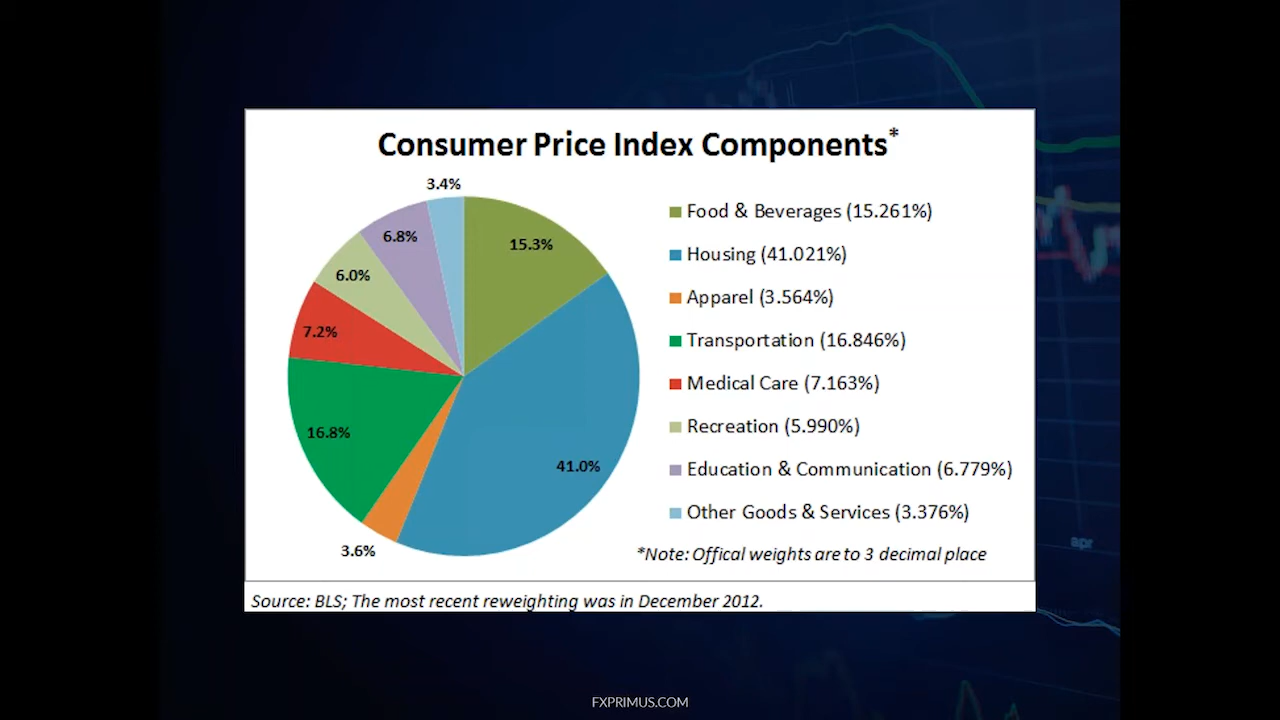 Consumer Price Index Components*
3.4%
15.3%
6.8%
6.0%
7.2%
16.8%
41.0%
3.6%
Food & Beverages (15.261%)
Housing (41.021%)
Apparel (3.564%)
Transportation (16.846%)
Medical Care (7.163%)
Recreation (5.990%)
Education & Communication (6.779%)
Other Goods & Services (3.376%)
*Note: Offical weights are to 3 decimal place
Source: BLS; The most recent reweighting was in December 2012.
apr
FXPRIMUS.COM